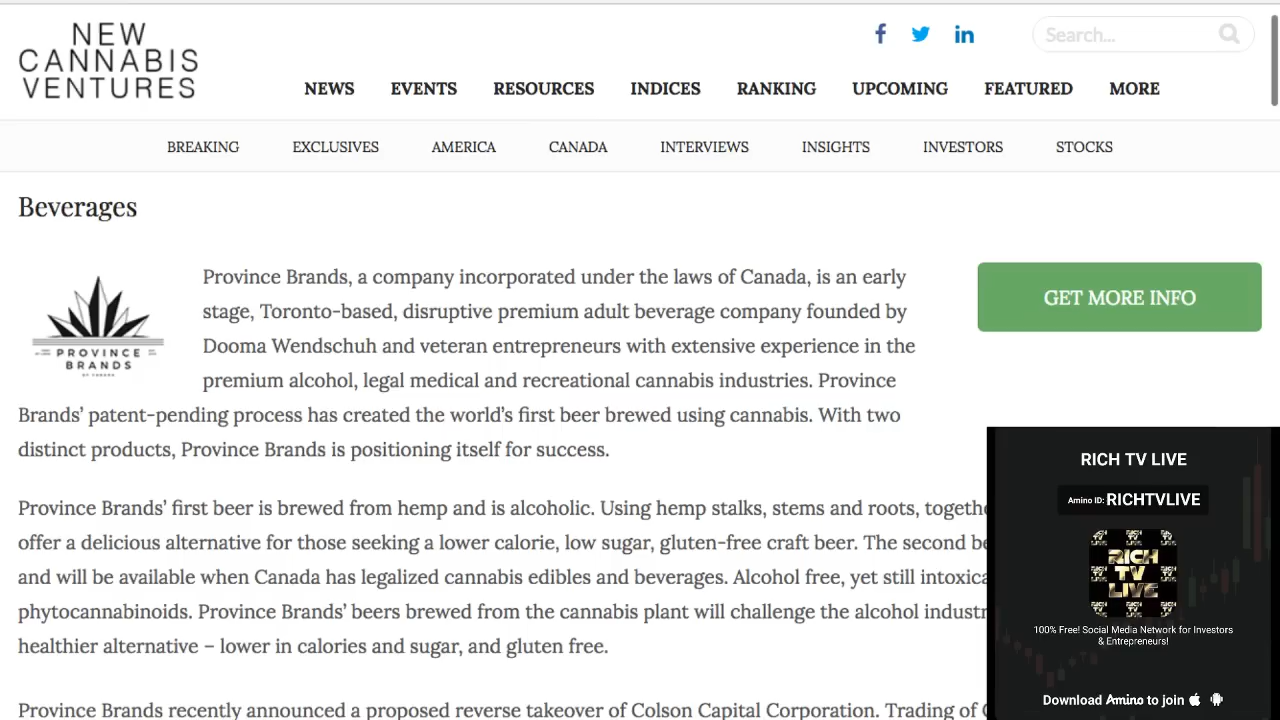 NEW
CANNABIS
VENTURES
Search...
NEWS EVENTS RESOURCES INDICES RANKING UPCOMING FEATURED MORE
BREAKING EXCLUSIVES AMERICA CANADA INTERVIEWS INSIGHTS INVESTORS STOCKS
Beverages
PROVINCE
BRANDS
Province Brands, a company incorporated under the laws of Canada, is an early
stage, Toronto-based, disruptive premium adult beverage company founded by
Dooma Wendschuh and veteran entrepreneurs with extensive experience in the
premium alcohol, legal medical and recreational cannabis industries. Province
Brands’ patent-pending process has created the world’s first beer brewed using cannabis. With two
distinct products, Province Brands is positioning itself for success.
GET MORE INFO
Province Brands’ first beer is brewed from hemp and is alcoholic. Using hemp stalks, stems and roots, togethe
offer a delicious alternative for those seeking a lower calorie, low sugar, gluten-free craft beer. The second be
and will be available when Canada has legalized cannabis edibles and beverages. Alcohol free, yet still intoxica
phytocannabinoids. Province Brands’ beers brewed from the cannabis plant will challenge the alcohol industr
healthier alternative – lower in calories and sugar, and gluten free.
Province Brands recently announced a proposed reverse takeover of Colson Capital Corporation. Trading of
RICH TV LIVE
Amino ID: RICHTVLIVE
RICH
TV
LIVE
100% Free! Social Media Network for Investors
& Entrepreneurs!
Download Amino to join